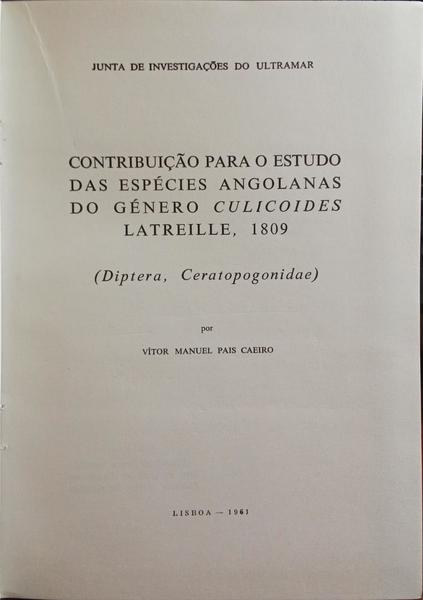 JUNTA DE INVESTIGAÇÕES DO ULTRAMAR
CONTRIBUIÇÃO PARA O ESTUDO
DAS ESPÉCIES ANGOLANAS
DO GÉNERO CULICOIDES
LATREILLE, 1809
(Diptera, Ceratopogonidae)
por
VÍTOR MANUEL PAIS CAEIRO
LISBOA — 1961